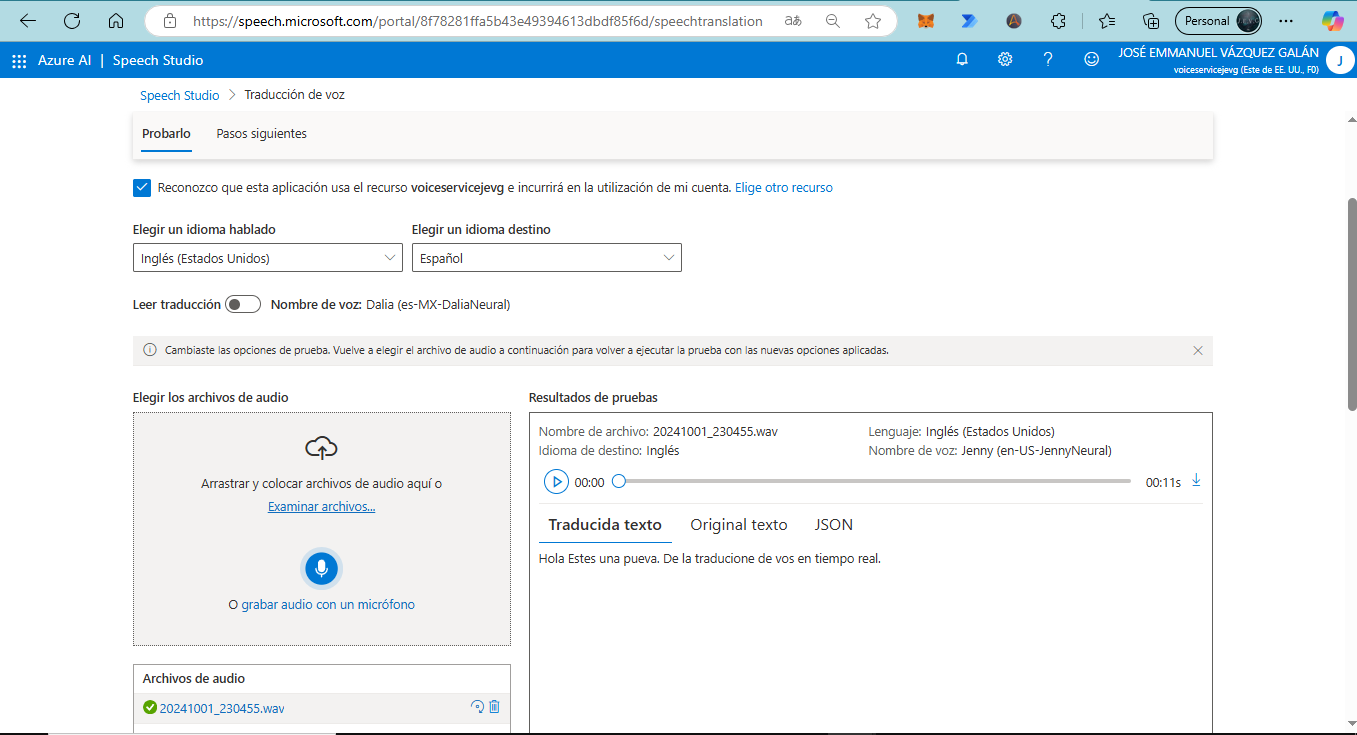 https://speech.microsoft.com/portal/8f78281ffa5b43e49394613dbdf85f6d/speechtranslation
aあ
Personal
Azure AI | Speech Studio
JOSÉ EMMANUEL VÁZQUEZ GALÁN
voiceservicejevg (Este de EE. UU., F0)
J
Speech Studio > Traducción de voz
Probarlo Pasos siguientes
Reconozco que esta aplicación usa el recurso voiceservicejevg e incurrirá en la utilización de mi cuenta. Elige otro recurso
Elegir un idioma hablado Elegir un idioma destino
Inglés (Estados Unidos) Español
Leer traducción Nombre de voz: Dalia (es-MX-DaliaNeural)
Cambiaste las opciones de prueba. Vuelve a elegir el archivo de audio a continuación para volver a ejecutar la prueba con las nuevas opciones aplicadas.
Elegir los archivos de audio
Arrastrar y colocar archivos de audio aquí o
Examinar archivos...
O grabar audio con un micrófono
Archivos de audio
20241001_230455.wav
Resultados de pruebas
Nombre de archivo: 20241001_230455.wav Lenguaje: Inglés (Estados Unidos)
Idioma de destino: Inglés Nombre de voz: Jenny (en-US-JennyNeural)
00:00 00:11s
Traducida texto Original texto JSON
Hola Estes una pueva. De la traducione de vos en tiempo real.